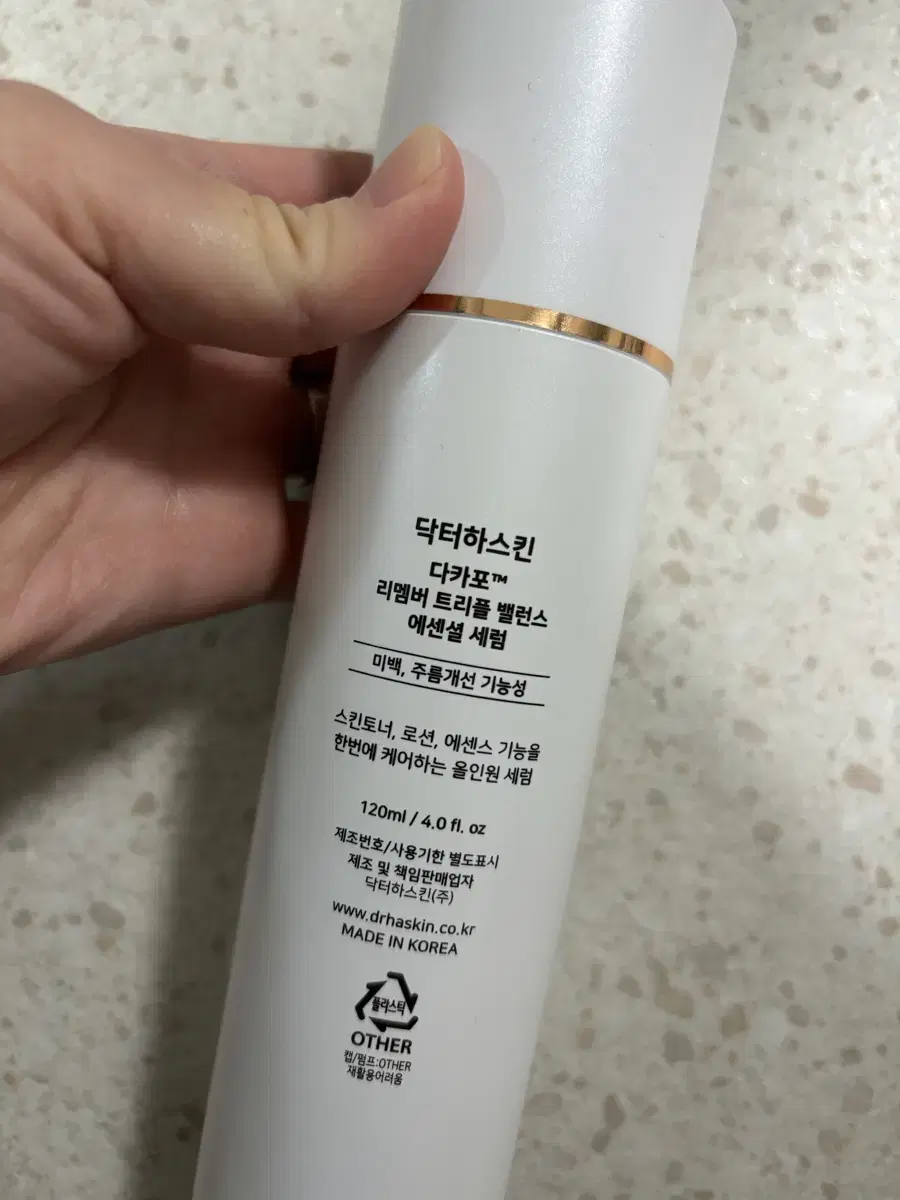 닥터하스킨
다카포™
리멤버 트리플 밸런스
에센셜 세럼
미백, 주름개선 기능성
스킨토너, 로션, 에센스 기능을
한번에 케어하는 올인원 세럼
120ml / 4.0 fl. oz
제조번호/사용기한 별도표시
제조 및 책임판매업자
닥터하스킨(주)
www.drhaskin.co.kr
MADE IN KOREA
플라스틱
OTHER
캡/펌프:OTHER
재활용어려움